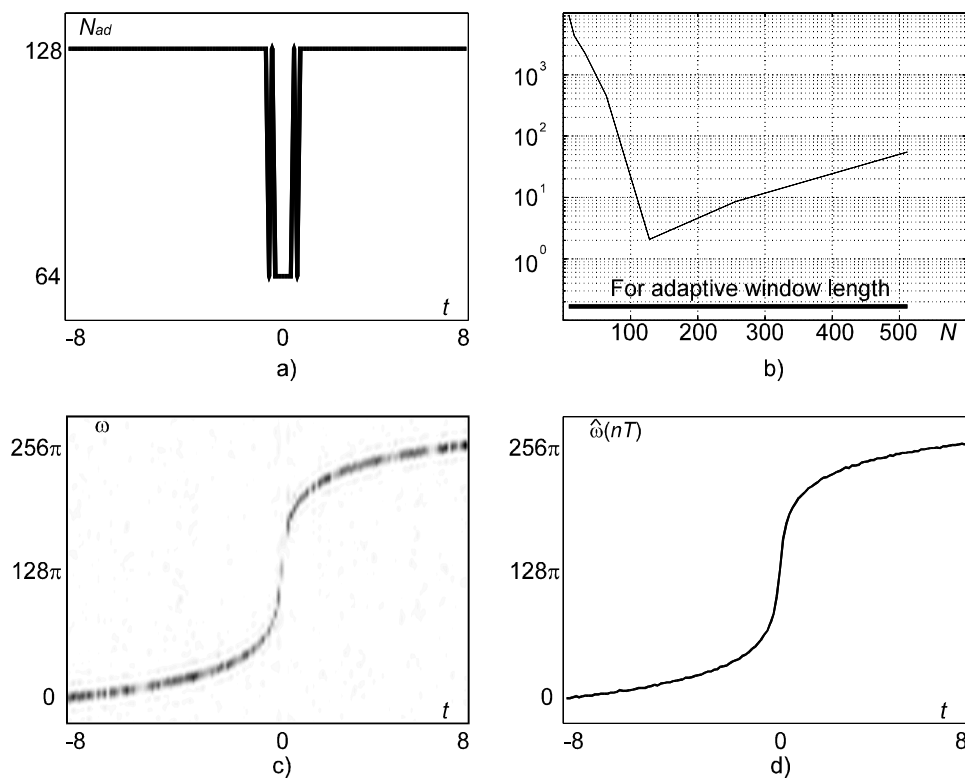 N_ad
128
64
t
-8 0 8
a)
10^3
10^2
10^1
10^0
For adaptive window length
100 200 300 400 500 N
b)
ω
256π
128π
0
t
-8 0 8
c)
ω̂(nT)
256π
128π
0
t
-8 0 8
d)